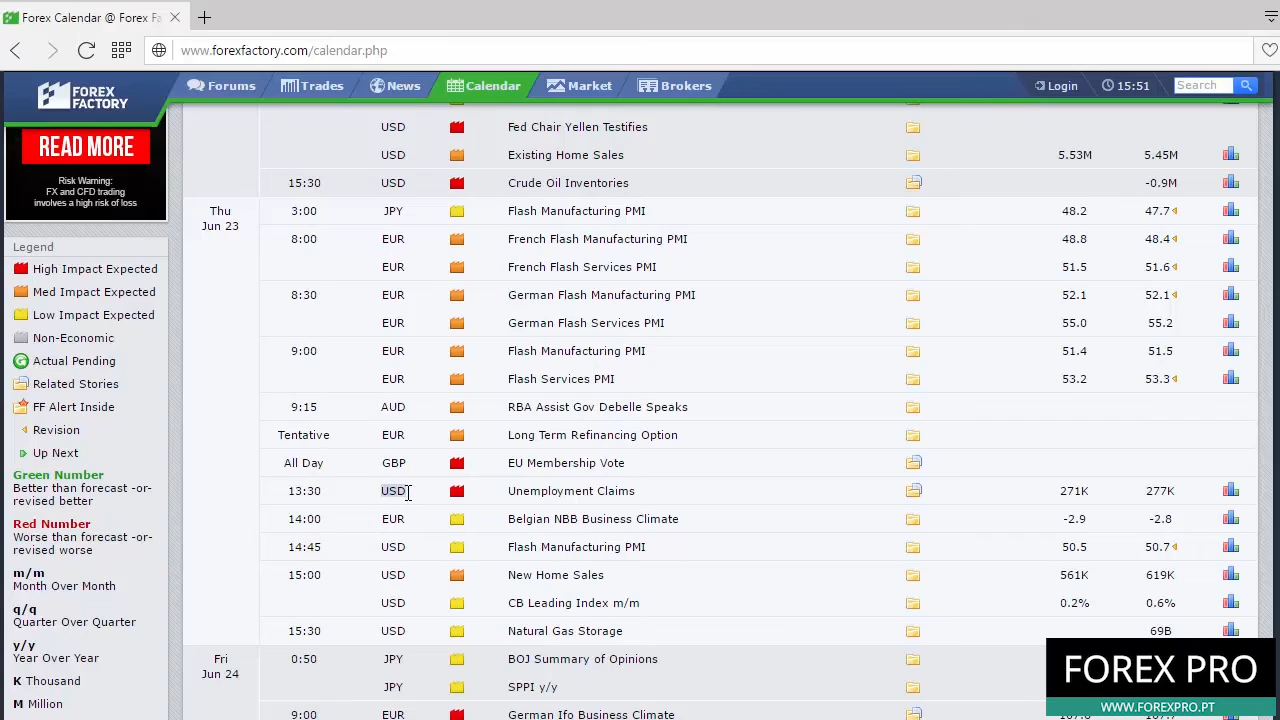 Forex Calendar @ Forex Fa
www.forexfactory.com/calendar.php
FOREX FACTORY
Forums Trades News Calendar Market Brokers Login 15:51 Search
READ MORE
Risk Warning:
FX and CFD trading
involves a high risk of loss
Legend
High Impact Expected
Med Impact Expected
Low Impact Expected
Non-Economic
Actual Pending
Related Stories
FF Alert Inside
Revision
Up Next
Green Number
Better than forecast -or-
revised better
Red Number
Worse than forecast -or-
revised worse
m/m
Month Over Month
q/q
Quarter Over Quarter
y/y
Year Over Year
K Thousand
M Million
USD Fed Chair Yellen Testifies
USD Existing Home Sales 5.53M 5.45M
15:30 USD Crude Oil Inventories -0.9M
Thu
Jun 23
3:00 JPY Flash Manufacturing PMI 48.2 47.7
8:00 EUR French Flash Manufacturing PMI 48.8 48.4
EUR French Flash Services PMI 51.5 51.6
8:30 EUR German Flash Manufacturing PMI 52.1 52.1
EUR German Flash Services PMI 55.0 55.2
9:00 EUR Flash Manufacturing PMI 51.4 51.5
EUR Flash Services PMI 53.2 53.3
9:15 AUD RBA Assist Gov Debelle Speaks
Tentative EUR Long Term Refinancing Option
All Day GBP EU Membership Vote
13:30 USD Unemployment Claims 271K 277K
14:00 EUR Belgian NBB Business Climate -2.9 -2.8
14:45 USD Flash Manufacturing PMI 50.5 50.7
15:00 USD New Home Sales 561K 619K
USD CB Leading Index m/m 0.2% 0.6%
15:30 USD Natural Gas Storage 69B
Fri
Jun 24
0:50 JPY BOJ Summary of Opinions
JPY SPPI y/y
9:00 EUR German Ifo Business Climate
FOREX PRO
WWW.FOREXPRO.PT